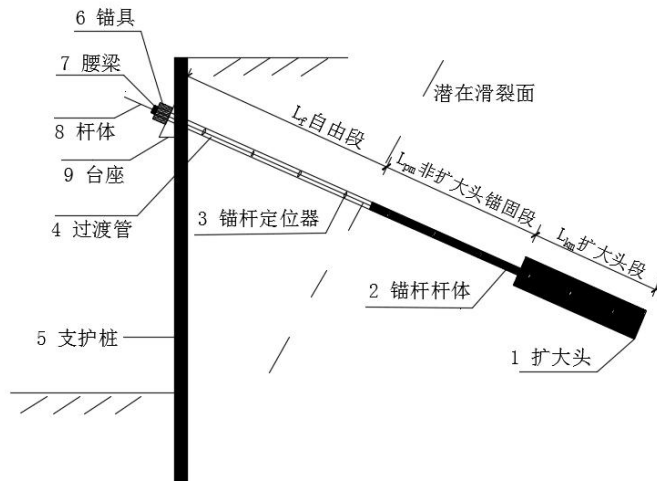 6 锚具
7 腰梁
8 杆体
9 台座
4 过渡管
3 锚杆定位器
2 锚杆杆体
1 扩大头
5 支护桩
潜在滑裂面
Lf自由段
Lpm非扩大头锚固段
Lkm扩大头段